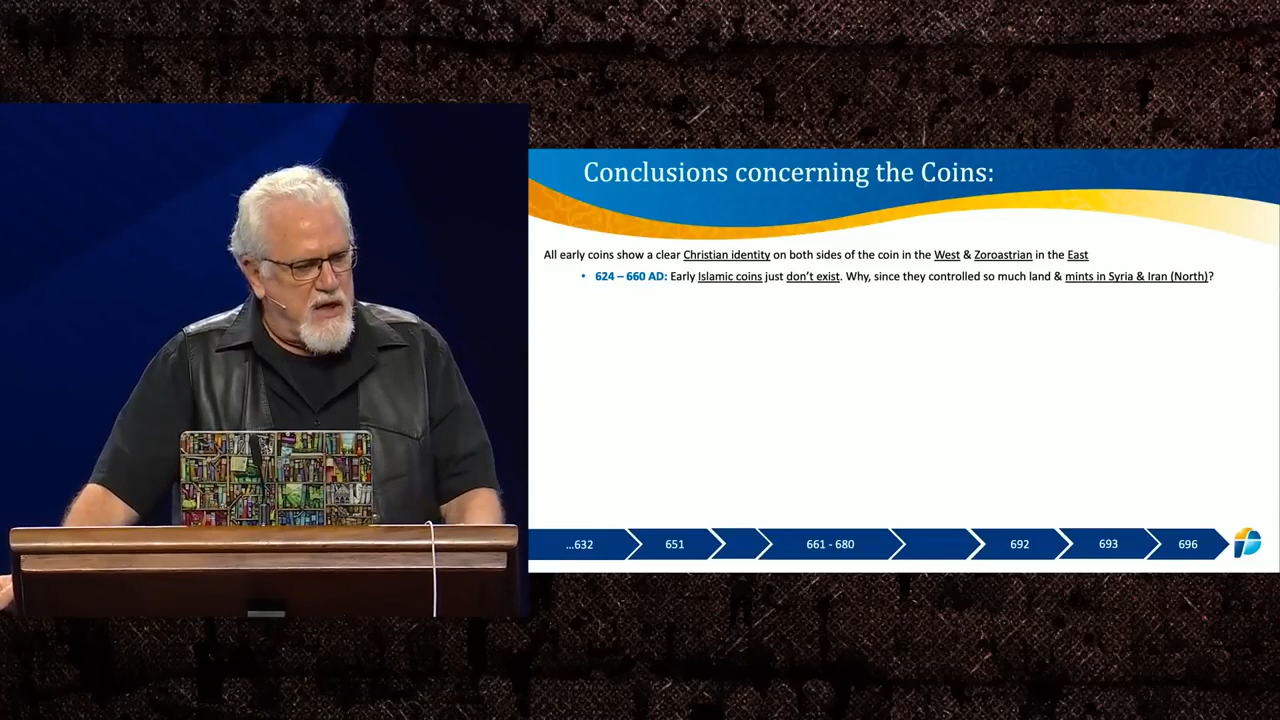 Conclusions concerning the Coins:
All early coins show a clear Christian identity on both sides of the coin in the West & Zoroastrian in the East
• 624 – 660 AD: Early Islamic coins just don't exist. Why, since they controlled so much land & mints in Syria & Iran (North)?
...632 651 661 - 680 692 693 696